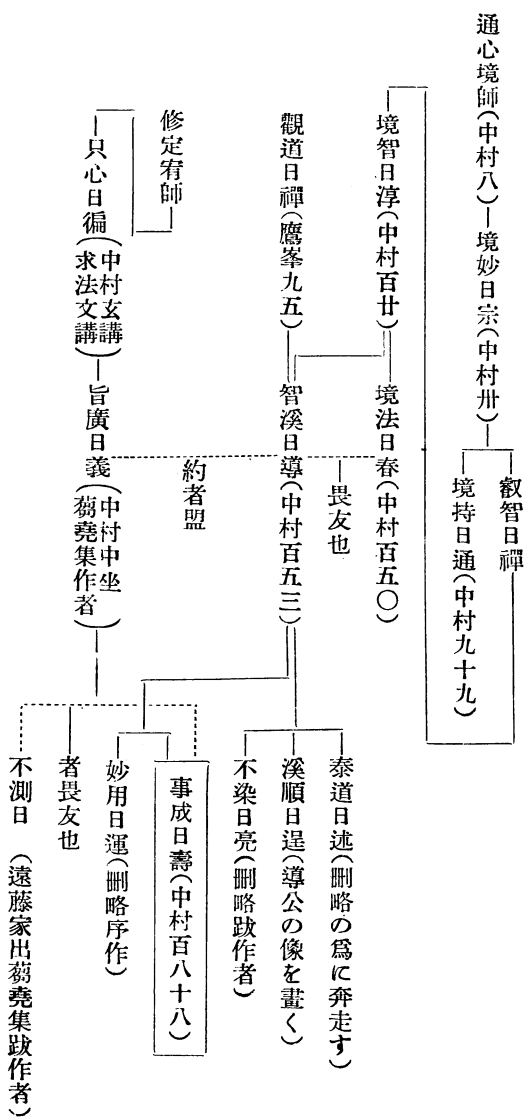 通心境師(中村八)―境妙日宗(中村卅)
叡智日禪
境持日通(中村九十九)
境智日淳(中村百廿)
境法日春(中村百五〇)
畏友也
觀道日禪(鷹峯九五)
智溪日導(中村百五三)
約者盟
修定宥師
只心日徧(中村玄講
求法文講)
旨廣日義(中村中坐
蒭蕘集作者)
泰道日述(刪略の爲に奔走す)
溪順日逞(導公の像を畫く)
不染日亮(刪略跋作者)
事成日壽(中村百八十八)
妙用日運(刪略序作)
者畏友也
不測日 (遠藤家出蒭蕘集跋作者)